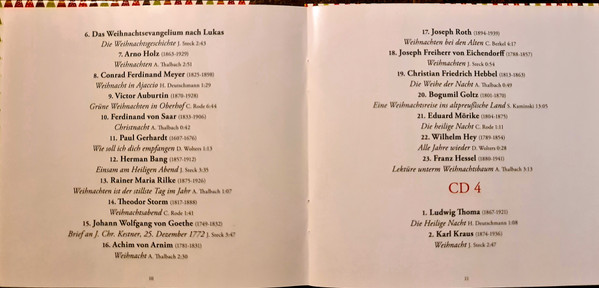 6. Das Weihnachtsevangelium nach Lukas
Die Weihnachtsgeschichte J. Steck 2:43
7. Arno Holz (1863-1929)
Weihnachten A. Thalbach 2:51
8. Conrad Ferdinand Meyer (1825-1898)
Weihnacht in Ajaccio H. Deutschmann 1:29
9. Victor Auburtin (1870-1928)
Grüne Weihnachten in Oberhof C. Rode 6:44
10. Ferdinand von Saar (1833-1906)
Christnacht A. Thalbach 0:42
11. Paul Gerhardt (1607-1676)
Wie soll ich dich empfangen D. Wolters 1:13
12. Herman Bang (1857-1912)
Einsam am Heiligen Abend J. Steck 3:35
13. Rainer Maria Rilke (1875-1926)
Weihnachten ist der stillste Tag im Jahr A. Thalbach 1:07
14. Theodor Storm (1817-1888)
Weihnachtsabend C. Rode 1:41
15. Johann Wolfgang von Goethe (1749-1832)
Brief an J. Chr. Kestner, 25. Dezember 1772 J. Steck 3:47
16. Achim von Arnim (1781-1831)
Weihnacht A. Thalbach 2:30
10
17. Joseph Roth (1894-1939)
Weihnachten bei den Alten C. Berkel 4:17
18. Joseph Freiherr von Eichendorff (1788-1857)
Weihnachten J. Steck 0:54
19. Christian Friedrich Hebbel (1813-1863)
Die Weihe der Nacht A. Thalbach 1:49
20. Bogumil Goltz (1801-1870)
Eine Weihnachtsreise ins altpreußische Land S. Kaminski 13:05
21. Eduard Mörike (1804-1875)
Die heilige Nacht C. Rode 1:11
22. Wilhelm Hey (1789-1854)
Alle Jahre wieder D. Wolters 0:28
23. Franz Hessel (1880-1941)
Lektüre unterm Weihnachtsbaum A. Thalbach 3:13
CD 4
1. Ludwig Thoma (1867-1921)
Die Heilige Nacht H. Deutschmann 1:08
2. Karl Kraus (1874-1936)
Weihnacht J. Steck 2:47
11